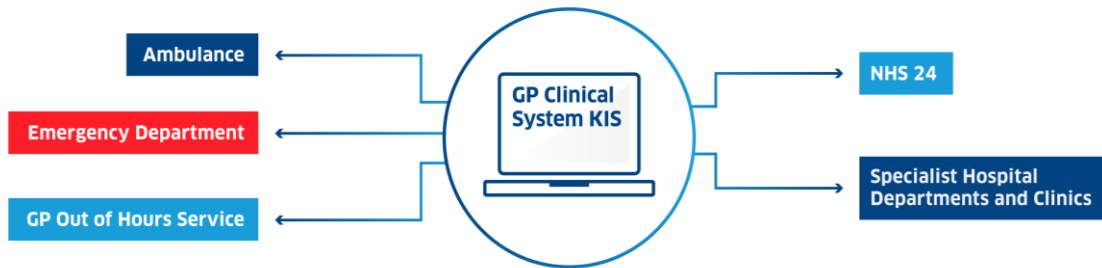 Ambulance
Emergency Department
GP Out of Hours Service
GP Clinical
System KIS
NHS 24
Specialist Hospital
Departments and Clinics